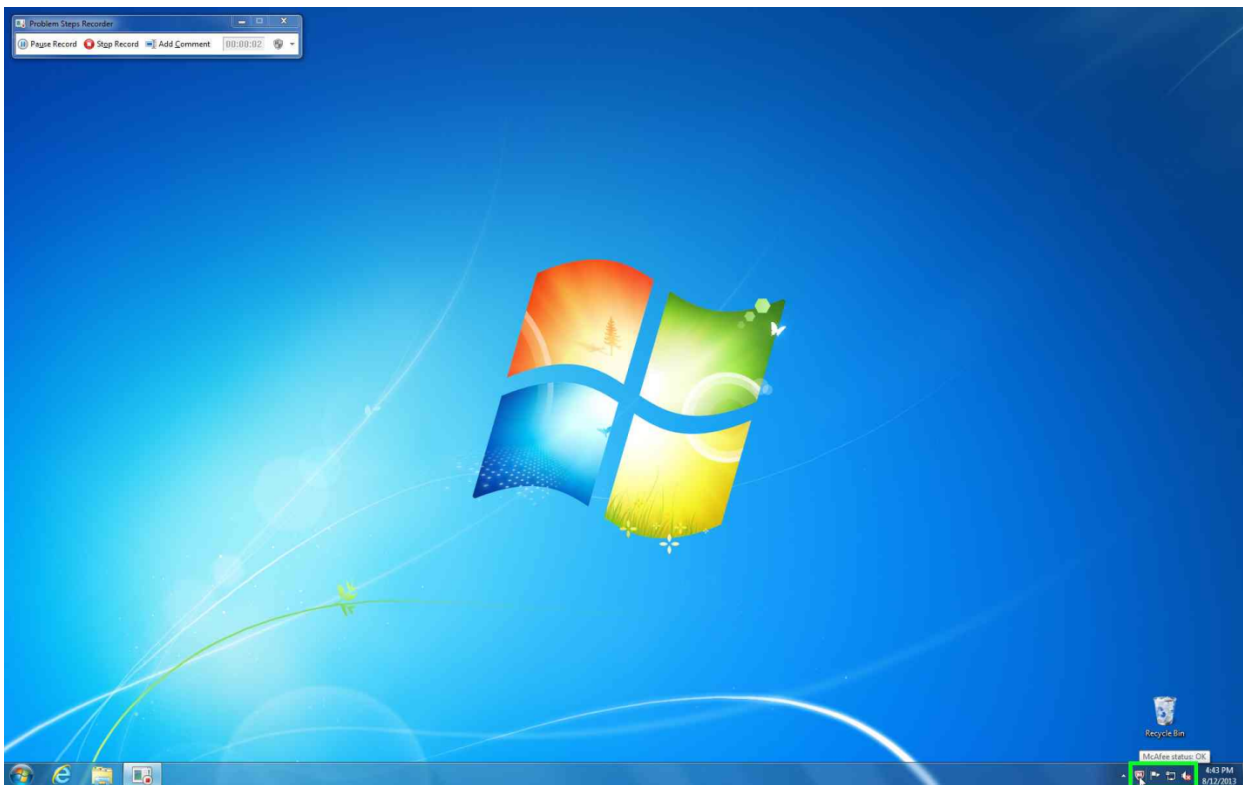 Problem Steps Recorder
Pause Record Stop Record Add Comment 00:00:02
Recycle Bin
McAfee status: OK
4:43 PM
8/12/2013